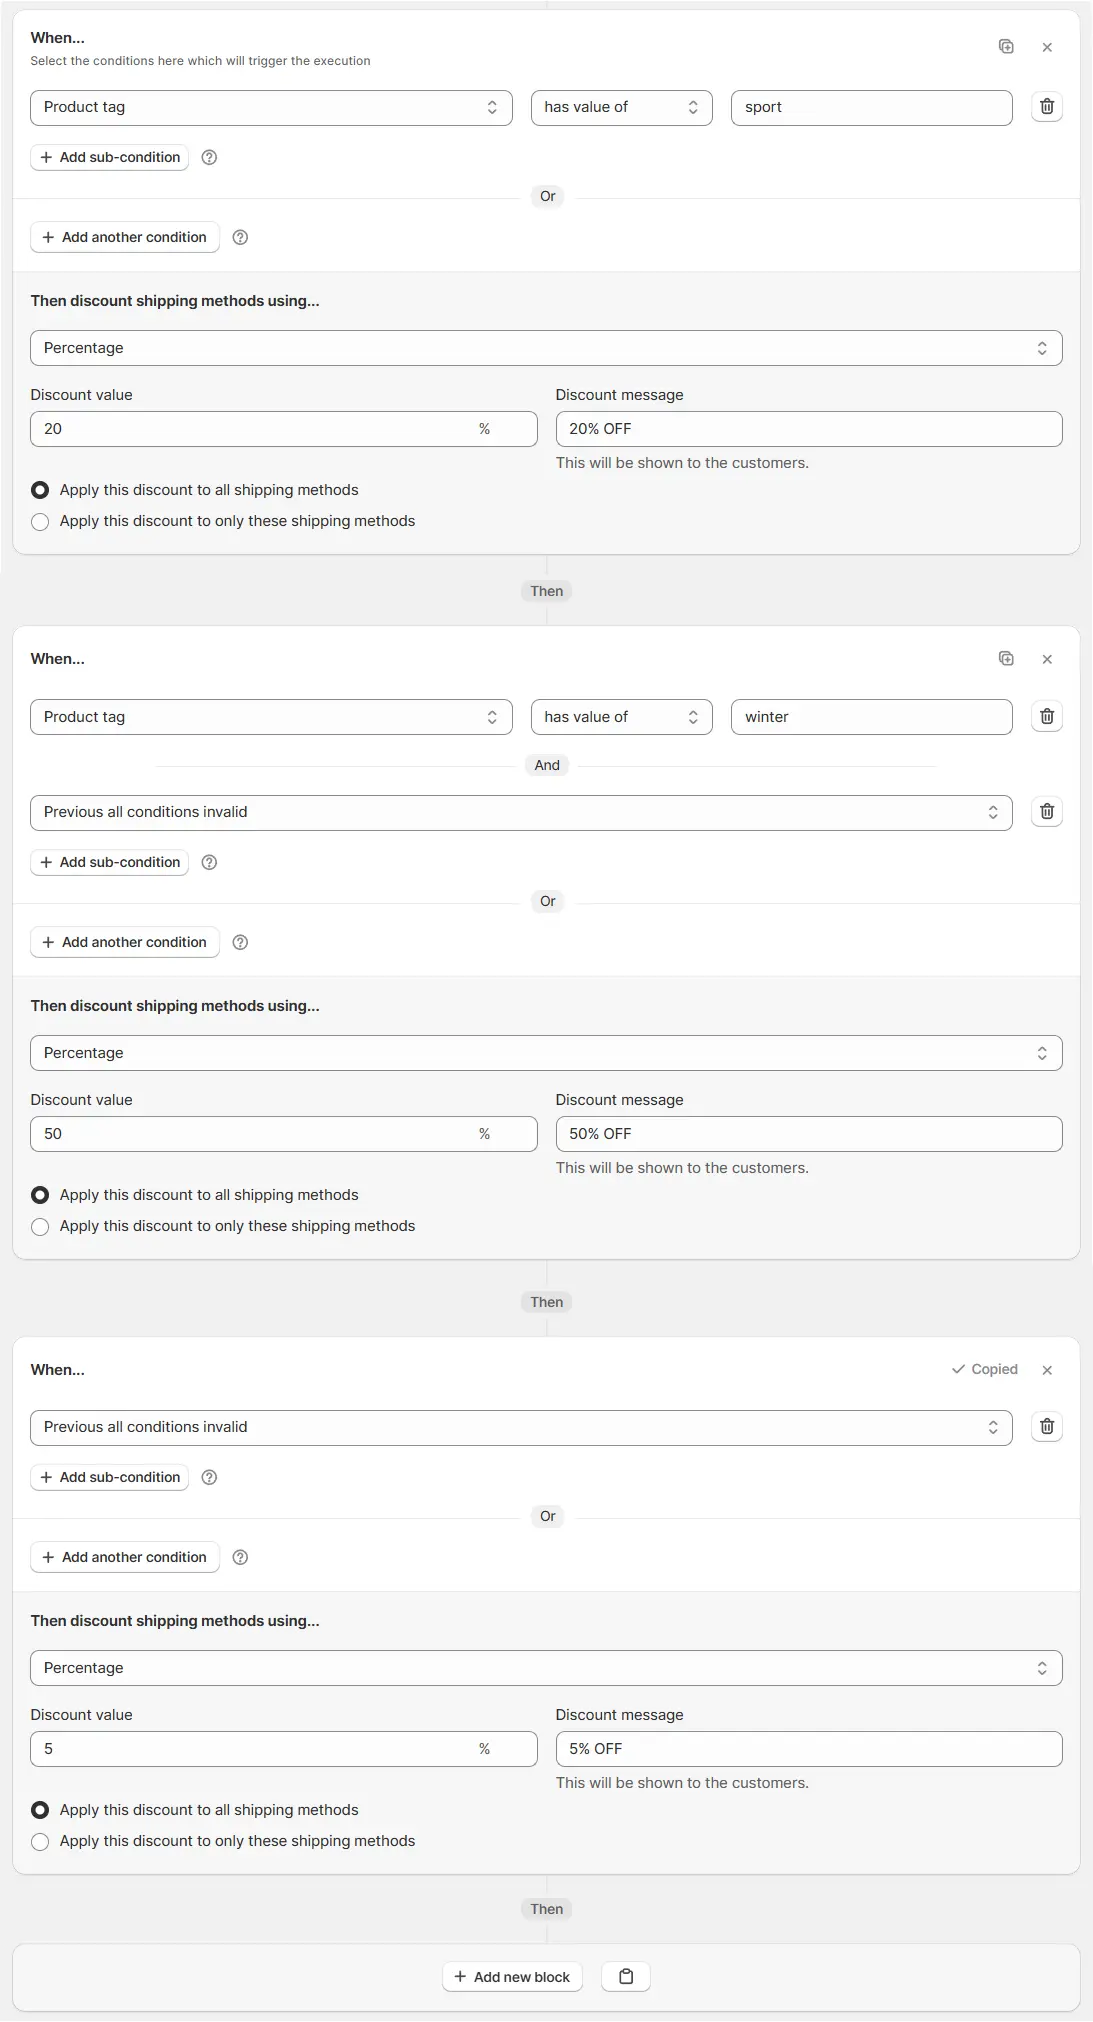 When...
Select the conditions here which will trigger the execution
Product tag
has value of
sport
Add sub-condition
Or
Add another condition
Then discount shipping methods using...
Percentage
Discount value
Discount message
20 %
20% OFF
This will be shown to the customers.
Apply this discount to all shipping methods
Apply this discount to only these shipping methods
Then
When...
Product tag
has value of
winter
And
Previous all conditions invalid
Add sub-condition
Or
Add another condition
Then discount shipping methods using...
Percentage
Discount value
Discount message
50 %
50% OFF
This will be shown to the customers.
Apply this discount to all shipping methods
Apply this discount to only these shipping methods
Then
When...
Copied
Previous all conditions invalid
Add sub-condition
Or
Add another condition
Then discount shipping methods using...
Percentage
Discount value
Discount message
5 %
5% OFF
This will be shown to the customers.
Apply this discount to all shipping methods
Apply this discount to only these shipping methods
Then
Add new block